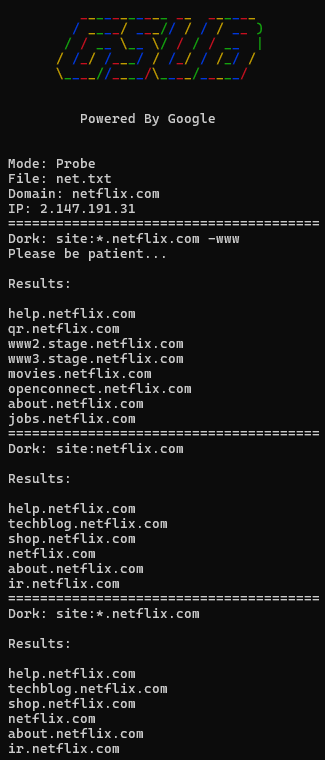 GSUB
Powered By Google
Mode: Probe
File: net.txt
Domain: netflix.com
IP: 2.147.191.31
=======================================
Dork: site:*.netflix.com -www
Please be patient...
Results:
help.netflix.com
qr.netflix.com
www2.stage.netflix.com
www3.stage.netflix.com
movies.netflix.com
openconnect.netflix.com
about.netflix.com
jobs.netflix.com
=======================================
Dork: site:netflix.com
Results:
help.netflix.com
techblog.netflix.com
shop.netflix.com
netflix.com
about.netflix.com
ir.netflix.com
=======================================
Dork: site:*.netflix.com
Results:
help.netflix.com
techblog.netflix.com
shop.netflix.com
netflix.com
about.netflix.com
ir.netflix.com